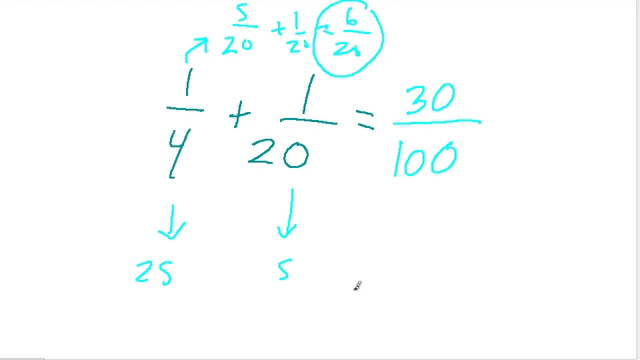 5/20 + 1/20 = 6/20
1/4 + 1/20 = 30/100
25 5